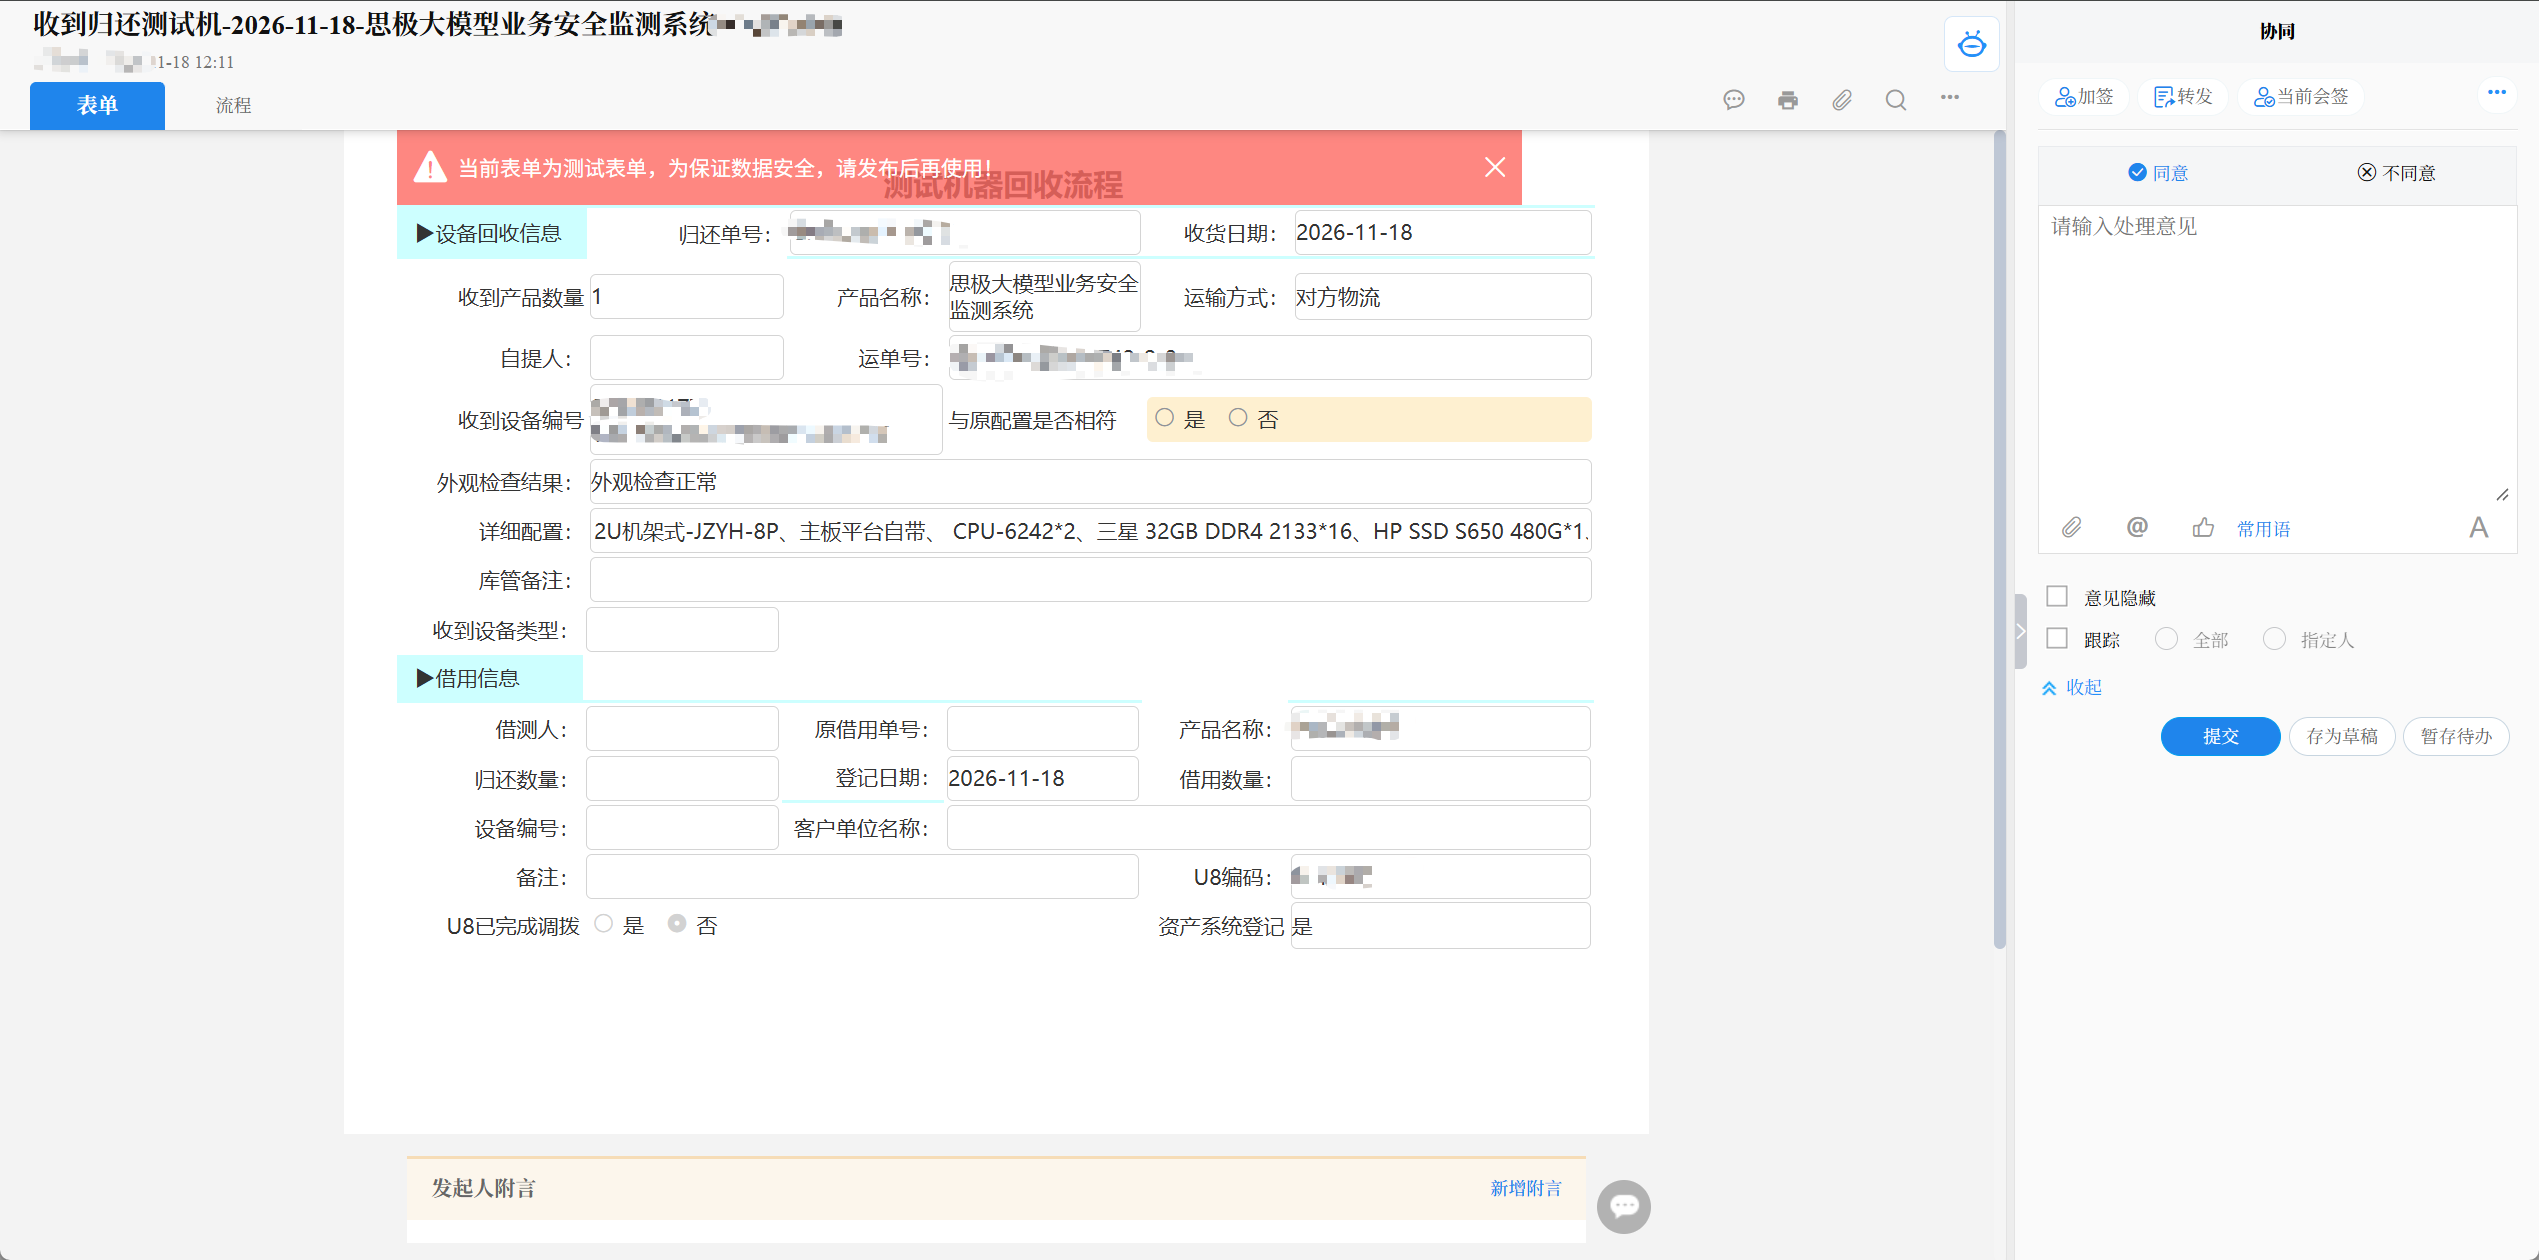 收到归还测试机-2026-11-18-思极大模型业务安全监测系统
1-18 12:11
表单 流程
当前表单为测试表单，为保证数据安全，请发布后再使用！
测试机器回收流程
▶设备回收信息 归还单号： 收货日期： 2026-11-18
收到产品数量 1 产品名称： 思极大模型业务安全监测系统 运输方式： 对方物流
自提人： 运单号：
收到设备编号 与原配置是否相符 是 否
外观检查结果： 外观检查正常
详细配置： 2U机架式-JZYH-8P、主板平台自带、 CPU-6242*2、三星 32GB DDR4 2133*16、HP SSD S650 480G*1、
库管备注：
收到设备类型：
▶借用信息
借测人： 原借用单号： 产品名称：
归还数量： 登记日期： 2026-11-18 借用数量：
设备编号： 客户单位名称：
备注： U8编码：
U8已完成调拨 是 否 资产系统登记 是
发起人附言 新增附言
协同
加签 转发 当前会签
同意 不同意
请输入处理意见
@ 常用语 A
意见隐藏
跟踪 全部 指定人
收起
提交 存为草稿 暂存待办